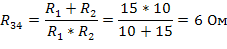 R₃₄ = (R₁ + R₂) / (R₁ * R₂) = (15 * 10) / (10 + 15) = 6 Ом